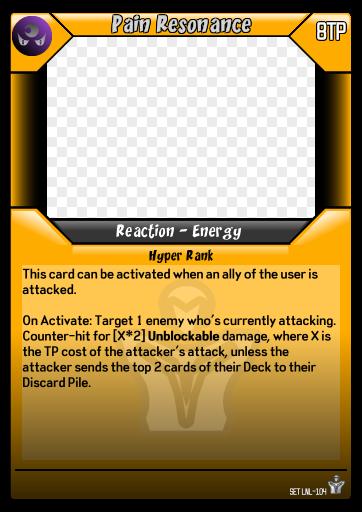 Pain Resonance
8TP
Reaction - Energy
Hyper Rank
This card can be activated when an ally of the user is
attacked.
On Activate: Target 1 enemy who's currently attacking.
Counter-hit for [X*2] Unblockable damage, where X is
the TP cost of the attacker's attack, unless the
attacker sends the top 2 cards of their Deck to their
Discard Pile.
SET LNL-104